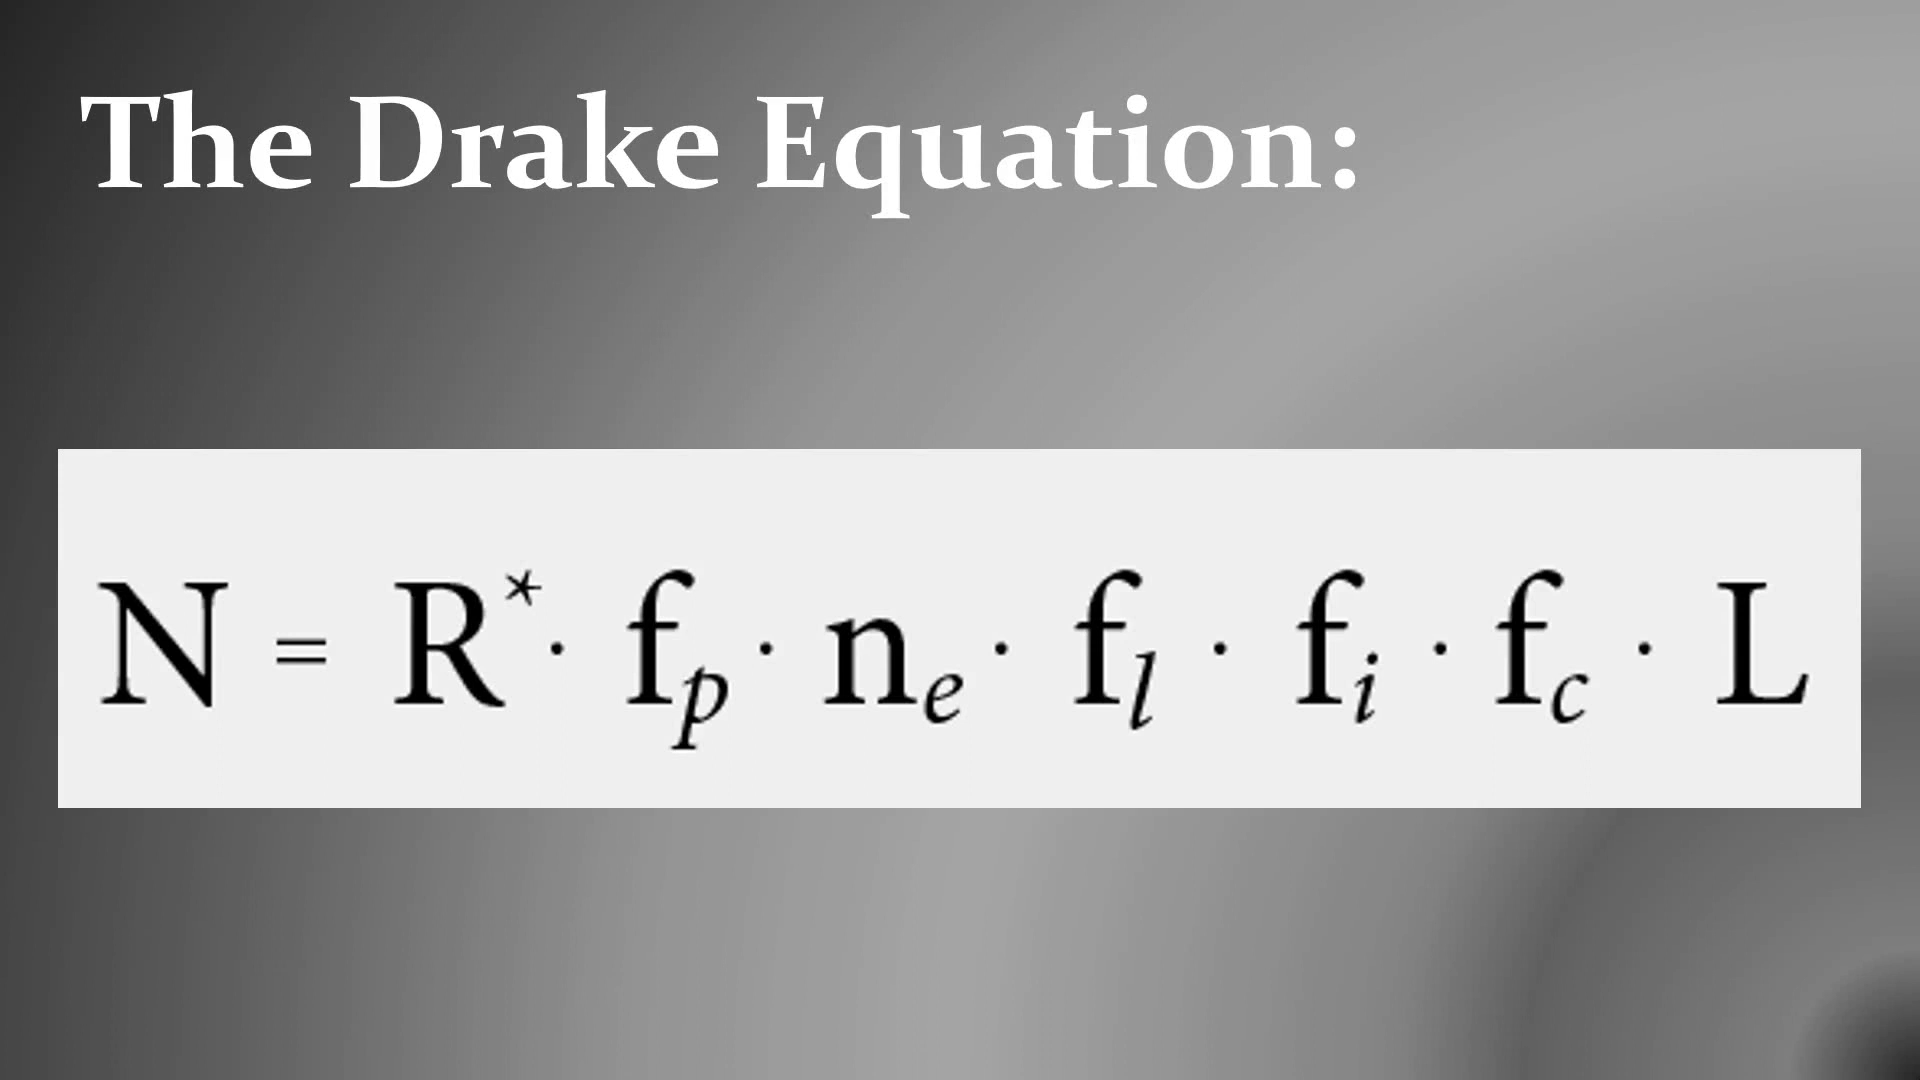 The Drake Equation:
N = R* · fp · ne · fl · fi · fc · L